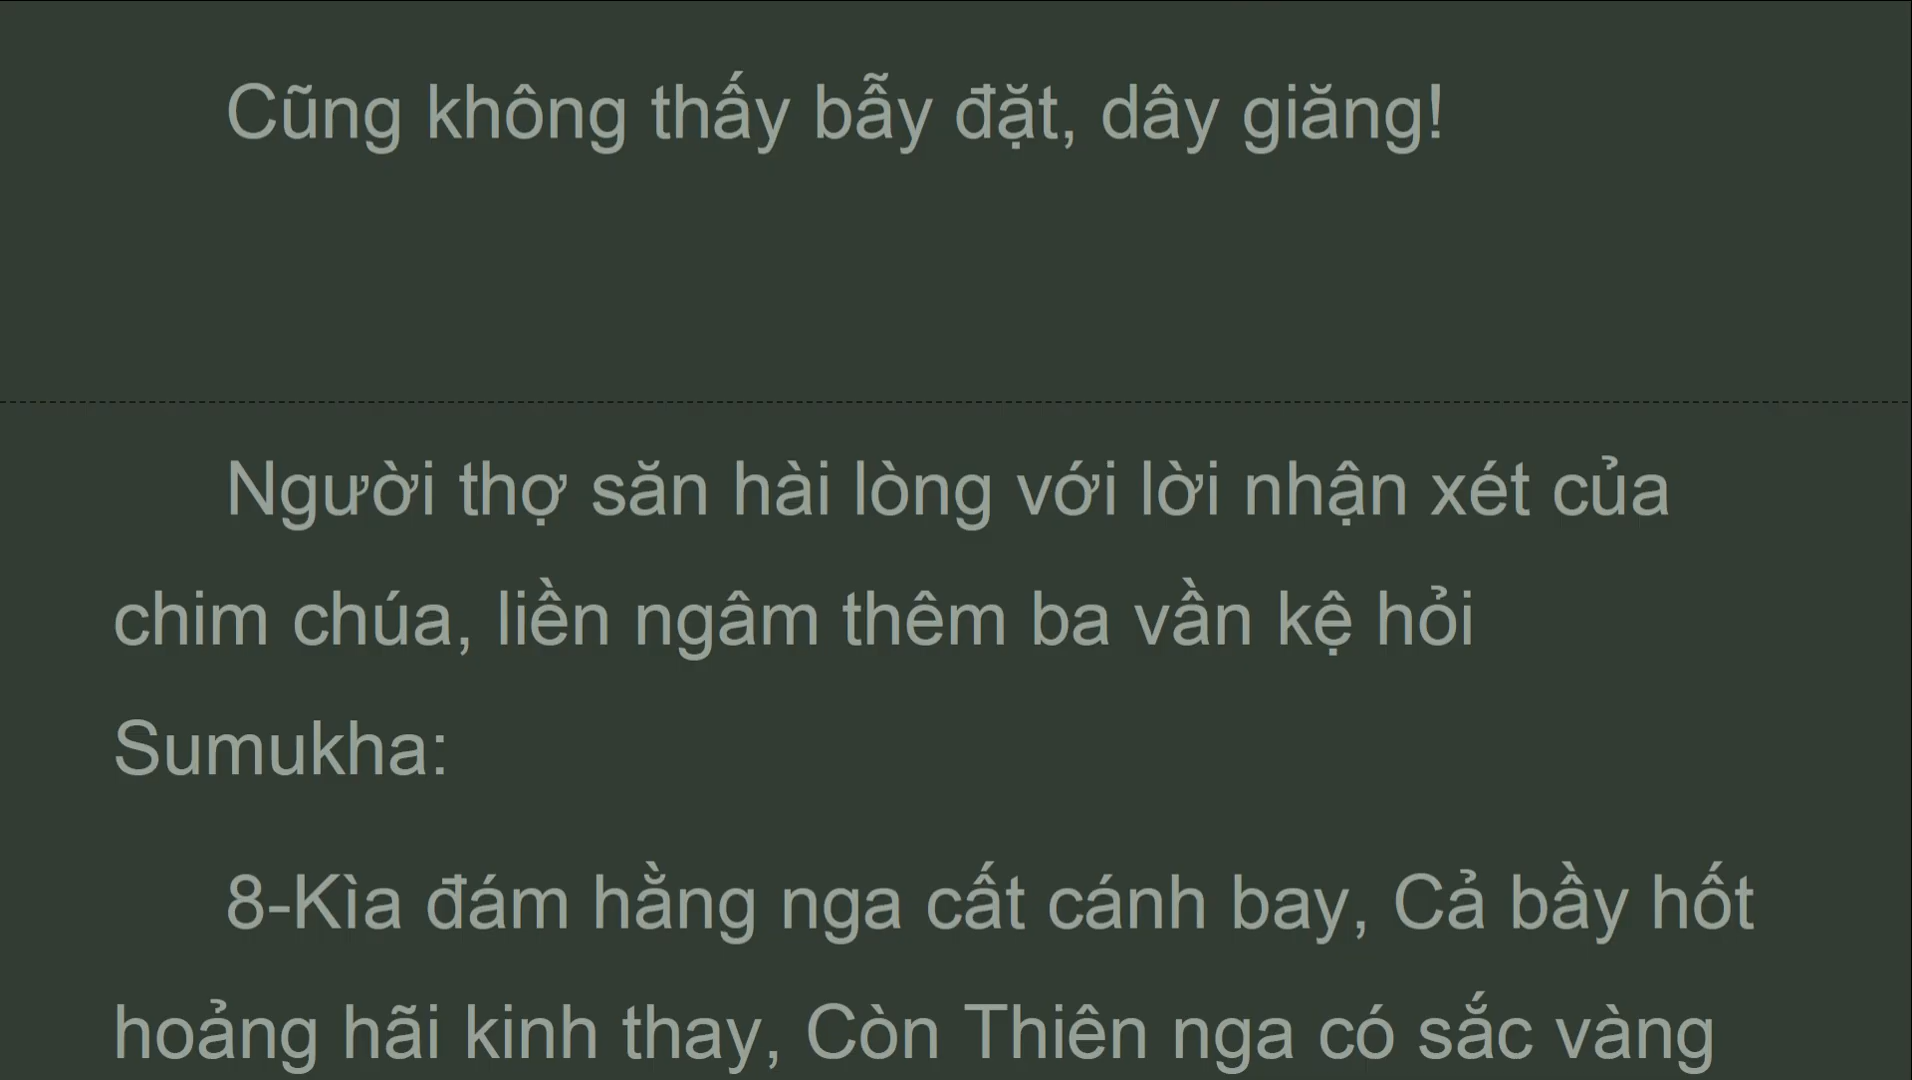 Cũng không thấy bẫy đặt, dây giăng!
Người thợ săn hài lòng với lời nhận xét của
chim chúa, liền ngâm thêm ba vần kệ hỏi
Sumukha:
8-Kìa đám hằng nga cất cánh bay, Cả bầy hốt
hoảng hãi kinh thay, Còn Thiên nga có sắc vàng